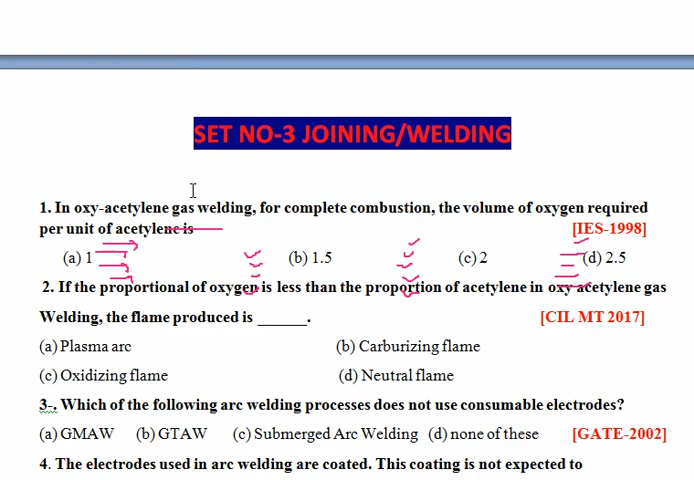 SET NO-3 JOINING/WELDING
1. In oxy-acetylene gas welding, for complete combustion, the volume of oxygen required
per unit of acetylene is [IES-1998]
(a) 1 (b) 1.5 (c) 2 (d) 2.5
2. If the proportional of oxygen is less than the proportion of acetylene in oxy acetylene gas
Welding, the flame produced is ______. [CIL MT 2017]
(a) Plasma arc (b) Carburizing flame
(c) Oxidizing flame (d) Neutral flame
3-. Which of the following arc welding processes does not use consumable electrodes?
(a) GMAW (b) GTAW (c) Submerged Arc Welding (d) none of these [GATE-2002]
4. The electrodes used in arc welding are coated. This coating is not expected to